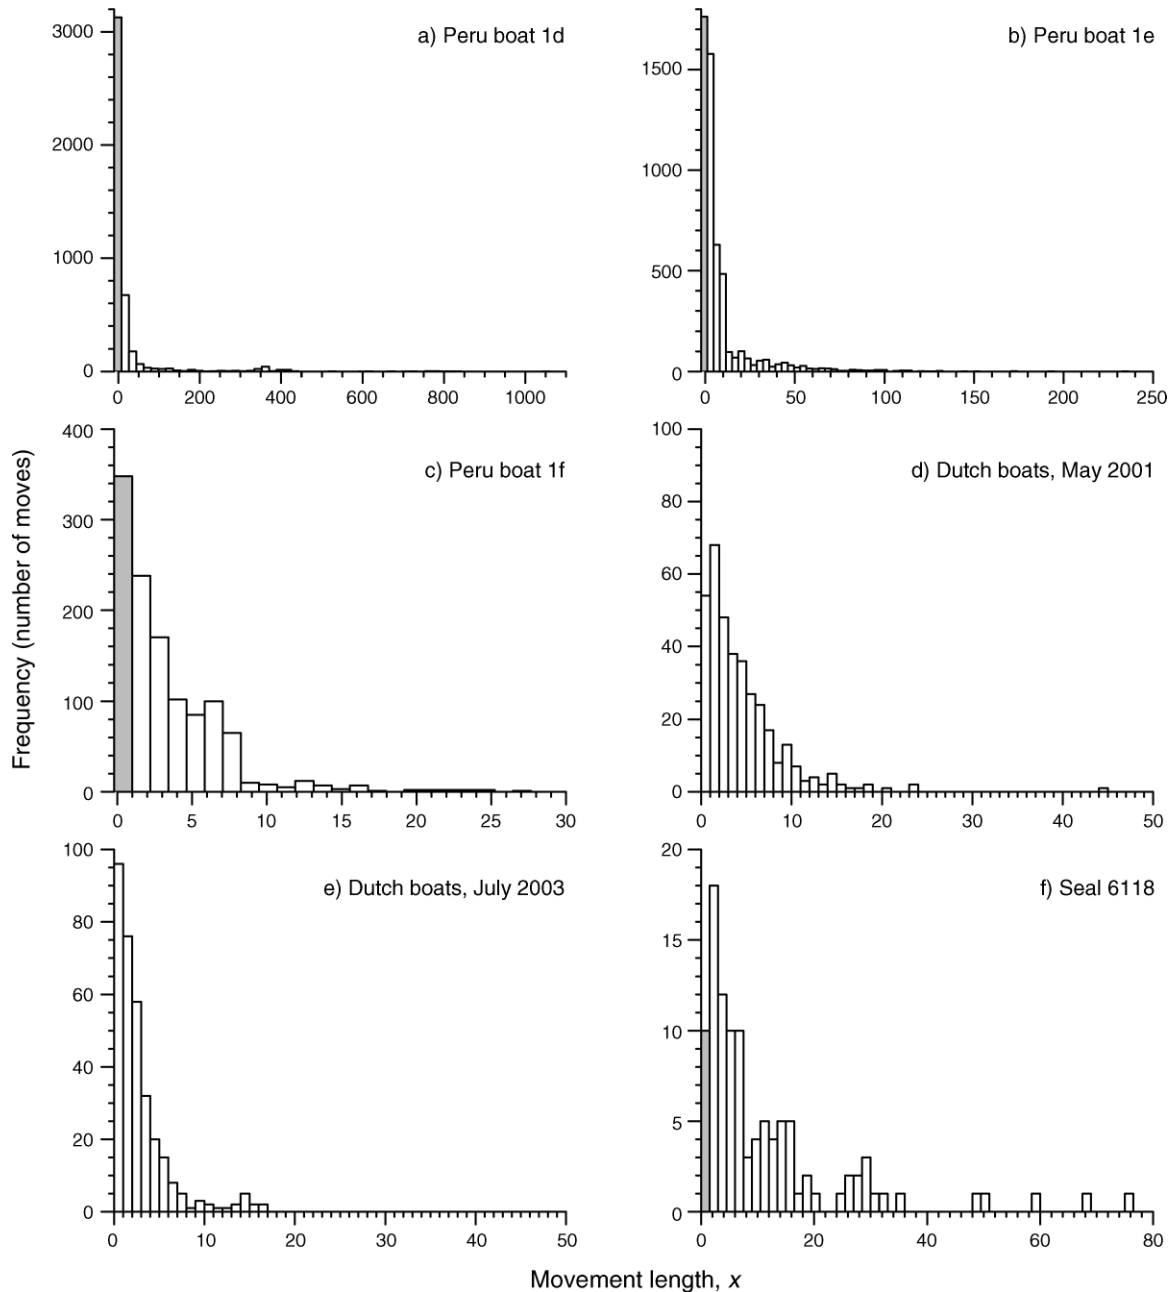 a) Peru boat 1d
3000
2000
1000
0
0 200 400 600 800 1000
b) Peru boat 1e
1500
1000
500
0
0 50 100 150 200 250
c) Peru boat 1f
400
300
200
100
0
0 5 10 15 20 25 30
d) Dutch boats, May 2001
100
80
60
40
20
0
0 10 20 30 40 50
e) Dutch boats, July 2003
100
80
60
40
20
0
0 10 20 30 40 50
f) Seal 6118
20
15
10
5
0
0 20 40 60 80
Frequency (number of moves)
Movement length, x